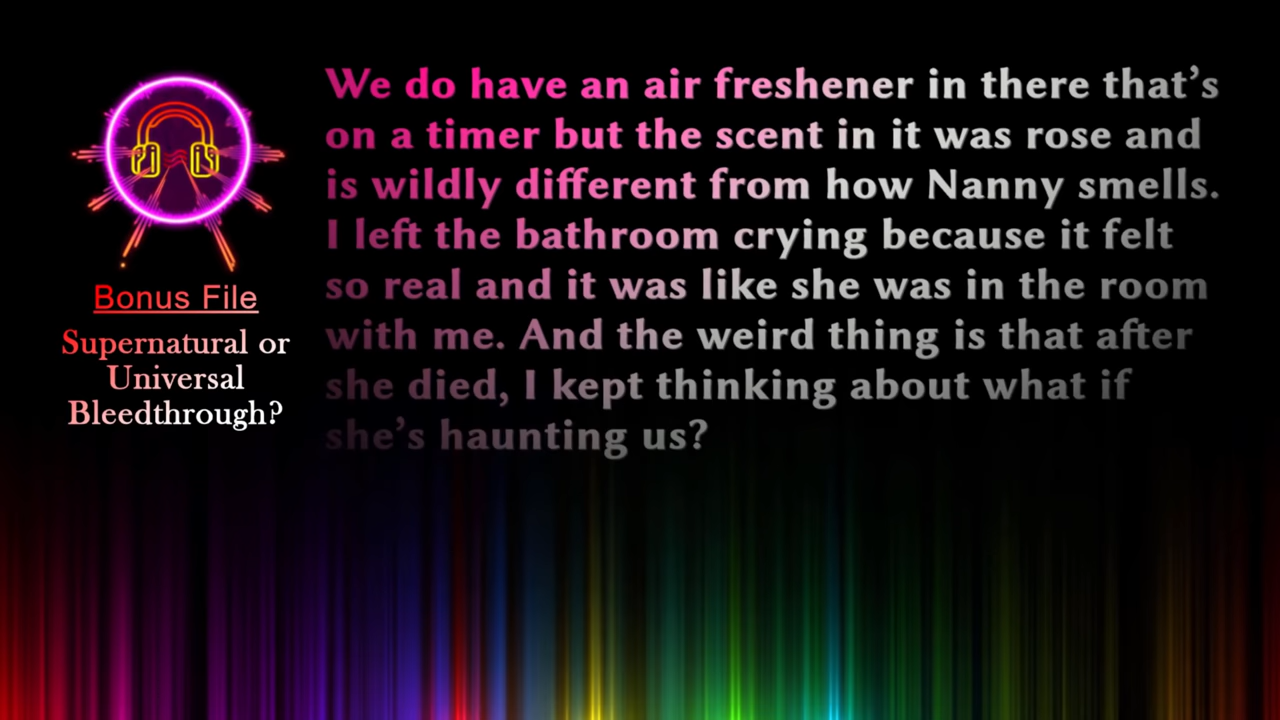 Bonus File
Supernatural or
Universal
Bleedthrough?
We do have an air freshener in there that’s
on a timer but the scent in it was rose and
is wildly different from how Nanny smells.
I left the bathroom crying because it felt
so real and it was like she was in the room
with me. And the weird thing is that after
she died, I kept thinking about what if
she’s haunting us?